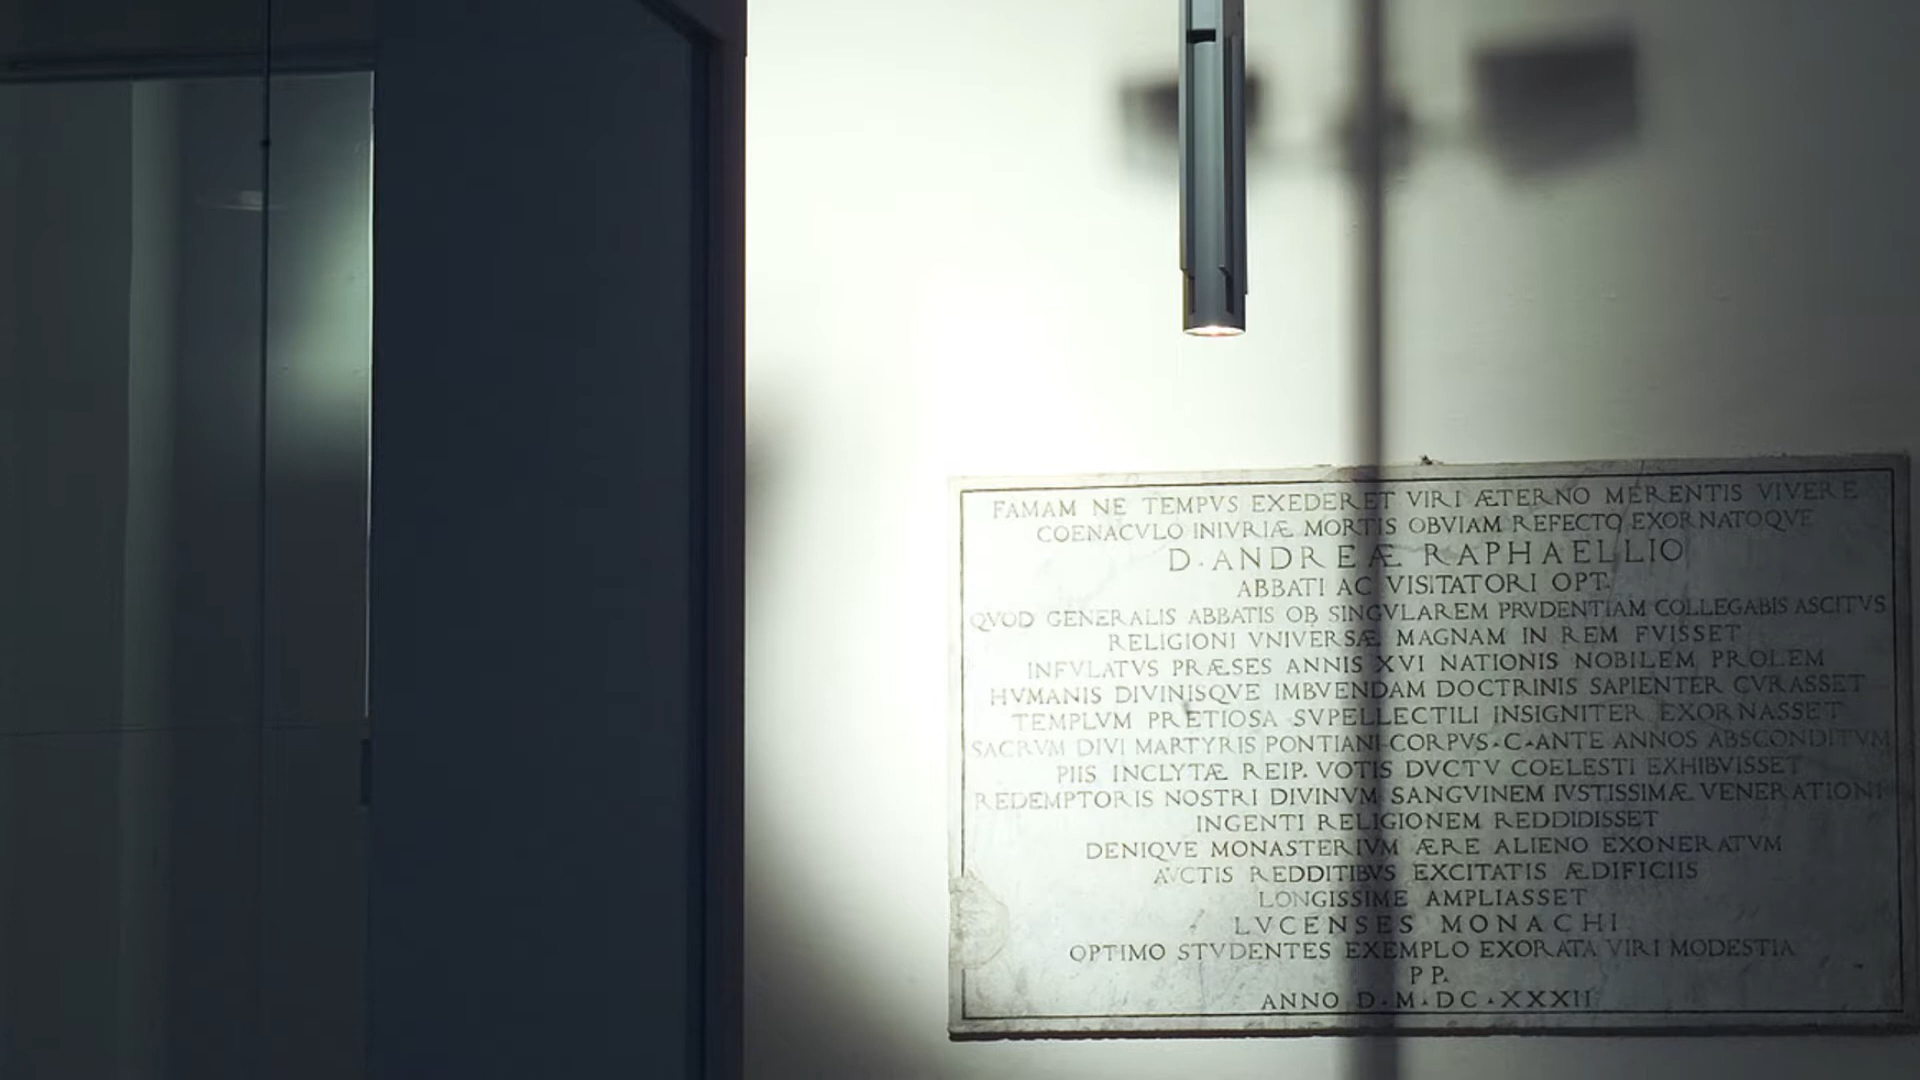 FAMAM NE TEMPVS EXEDERET VIRI ÆTERNO MERENTIS VIVERE
COENACVLO INIVRIÆ MORTIS OBVIAM REFECTO EXORNATOQVE
D·ANDREÆ RAPHAELLIO
ABBATI AC VISITATORI OPT.
QVOD GENERALIS ABBATIS OB SINGVLAREM PRVDENTIAM COLLEGABIS ASCITVS
RELIGIONI VNIVERSÆ MAGNAM IN REM FVISSET
INFVLATVS PRÆSES ANNIS XVI NATIONIS NOBILEM PROLEM
HVMANIS DIVINISQVE IMBVENDAM DOCTRINIS SAPIENTER CVRASSET
TEMPLVM PRETIOSA SVPELLECTILI INSIGNITER EXORNASSET
SACRVM DIVI MARTYRIS PONTIANI CORPVS·C·ANTE ANNOS ABSCONDITVM
PIIS INCLYTÆ REIP. VOTIS DVCTV COELESTI EXHIBVISSET
REDEMPTORIS NOSTRI DIVINVM SANGVINEM IVSTISSIMÆ VENERATIONI
INGENTI RELIGIONEM REDDIDISSET
DENIQVE MONASTERIVM ÆRE ALIENO EXONERATVM
AVCTIS REDDITIBVS EXCITATIS ÆDIFICIIS
LONGISSIME AMPLIASSET
LVCENSES MONACHI
OPTIMO STVDENTES EXEMPLO EXORATA VIRI MODESTIA
PP.
ANNO D·M·DC·XXXII